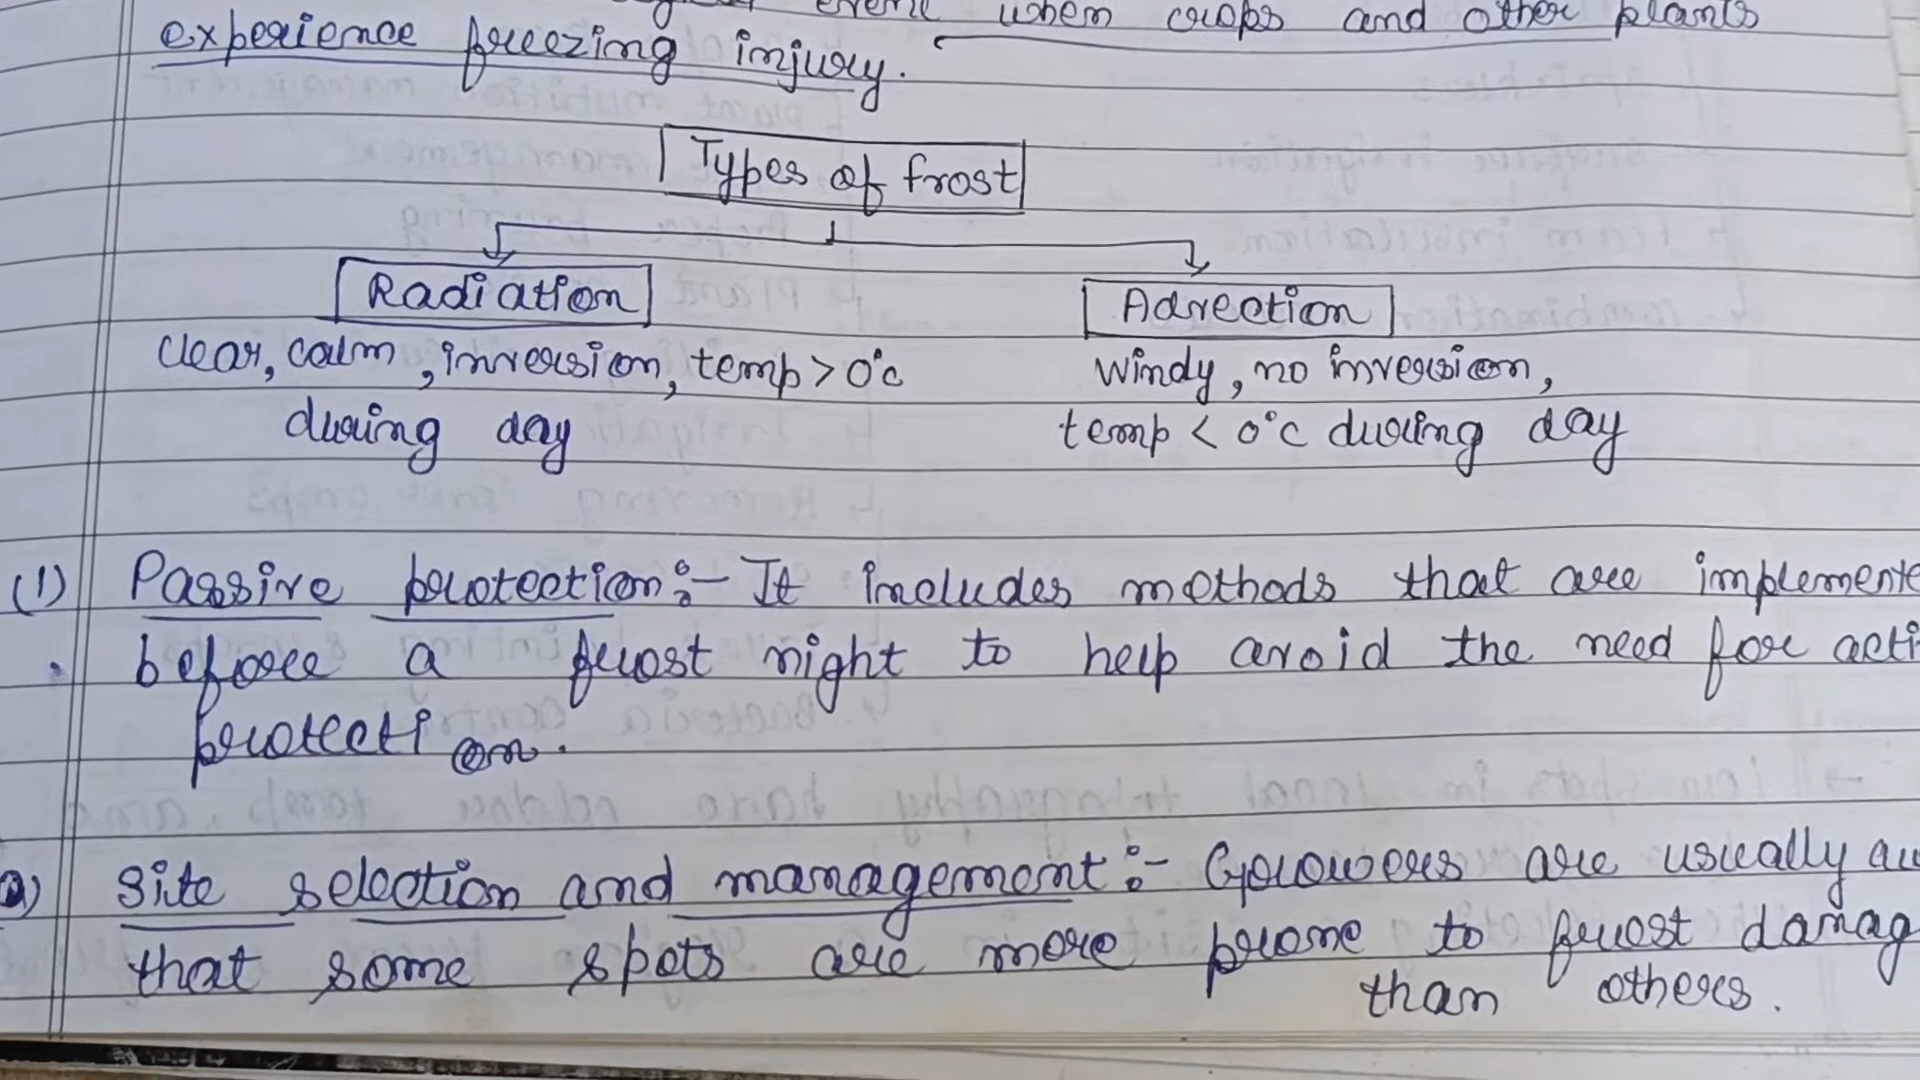 event when crops and other plants
experience freezing injury.
Types of frost
Radiation
Advection
clear, calm, inversion, temp > 0°c
during day
Windy, no inversion,
temp < 0°c during day
(1) Passive protection:- It includes methods that are implemente
before a frost night to help avoid the need for acti
protection.
a) Site selection and management:- Growers are usually aw
that some spots are more prone to frost damag
than others.